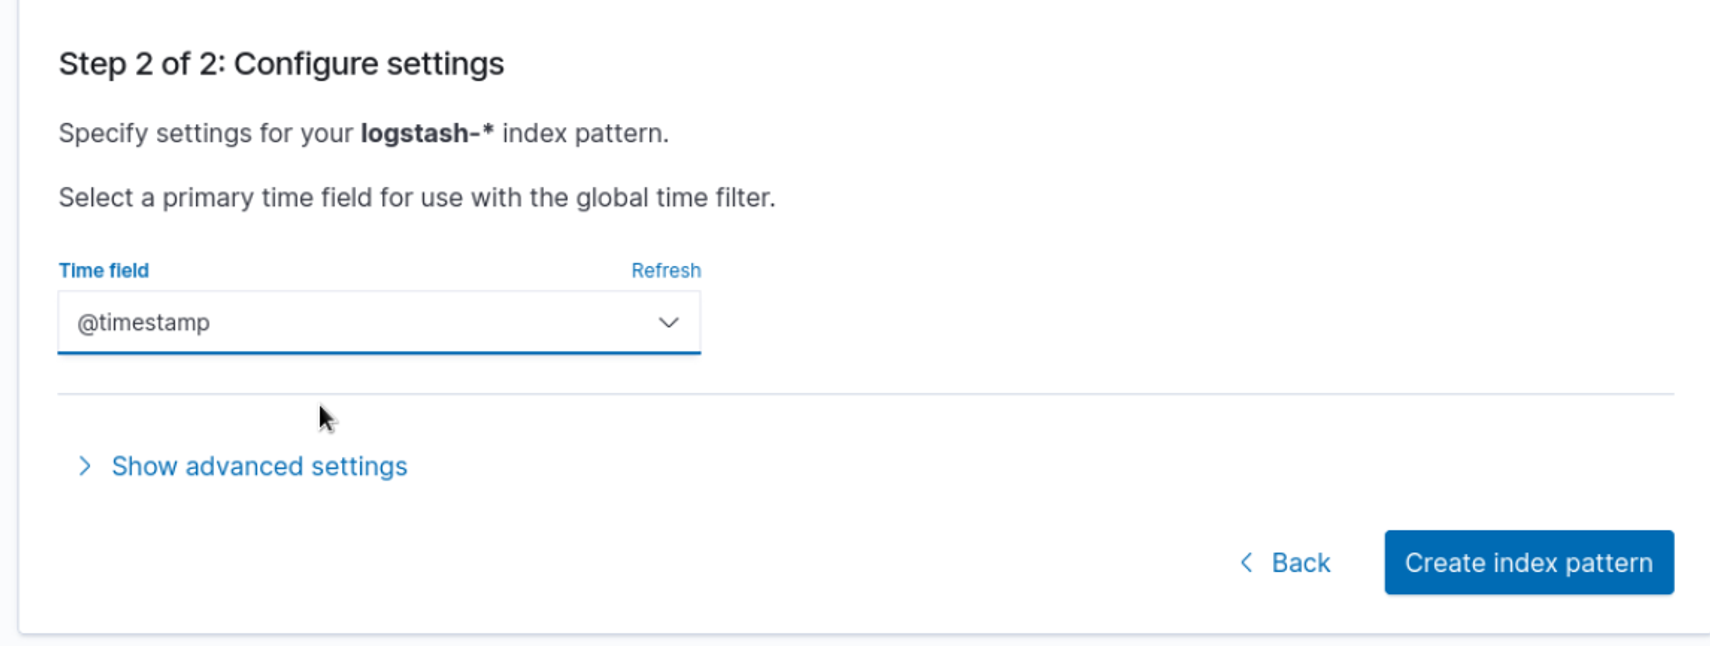 Step 2 of 2: Configure settings
Specify settings for your logstash-* index pattern.
Select a primary time field for use with the global time filter.
Time field Refresh
@timestamp
Show advanced settings
Back Create index pattern